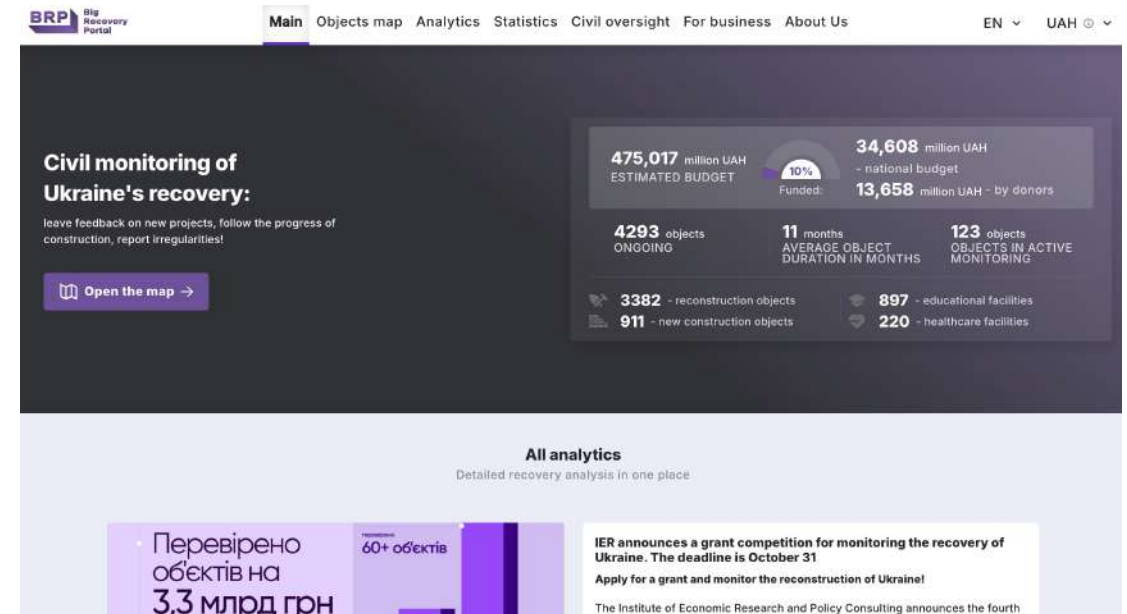 BRP Big Recovery Portal
Main Objects map Analytics Statistics Civil oversight For business About Us EN UAH
Civil monitoring of
Ukraine's recovery:
leave feedback on new projects, follow the progress of
construction, report irregularities!
Open the map →
475,017 million UAH
ESTIMATED BUDGET
10%
Funded:
34,608 million UAH
- national budget
13,658 million UAH - by donors
4293 objects
ONGOING
11 months
AVERAGE OBJECT
DURATION IN MONTHS
123 objects
OBJECTS IN ACTIVE
MONITORING
3382 - reconstruction objects
897 - educational facilities
911 - new construction objects
220 - healthcare facilities
All analytics
Detailed recovery analysis in one place
Перевірено
об'єктів на
3,3 млрд грн
60+ об'єктів
IER announces a grant competition for monitoring the recovery of
Ukraine. The deadline is October 31
Apply for a grant and monitor the reconstruction of Ukraine!
The Institute of Economic Research and Policy Consulting announces the fourth